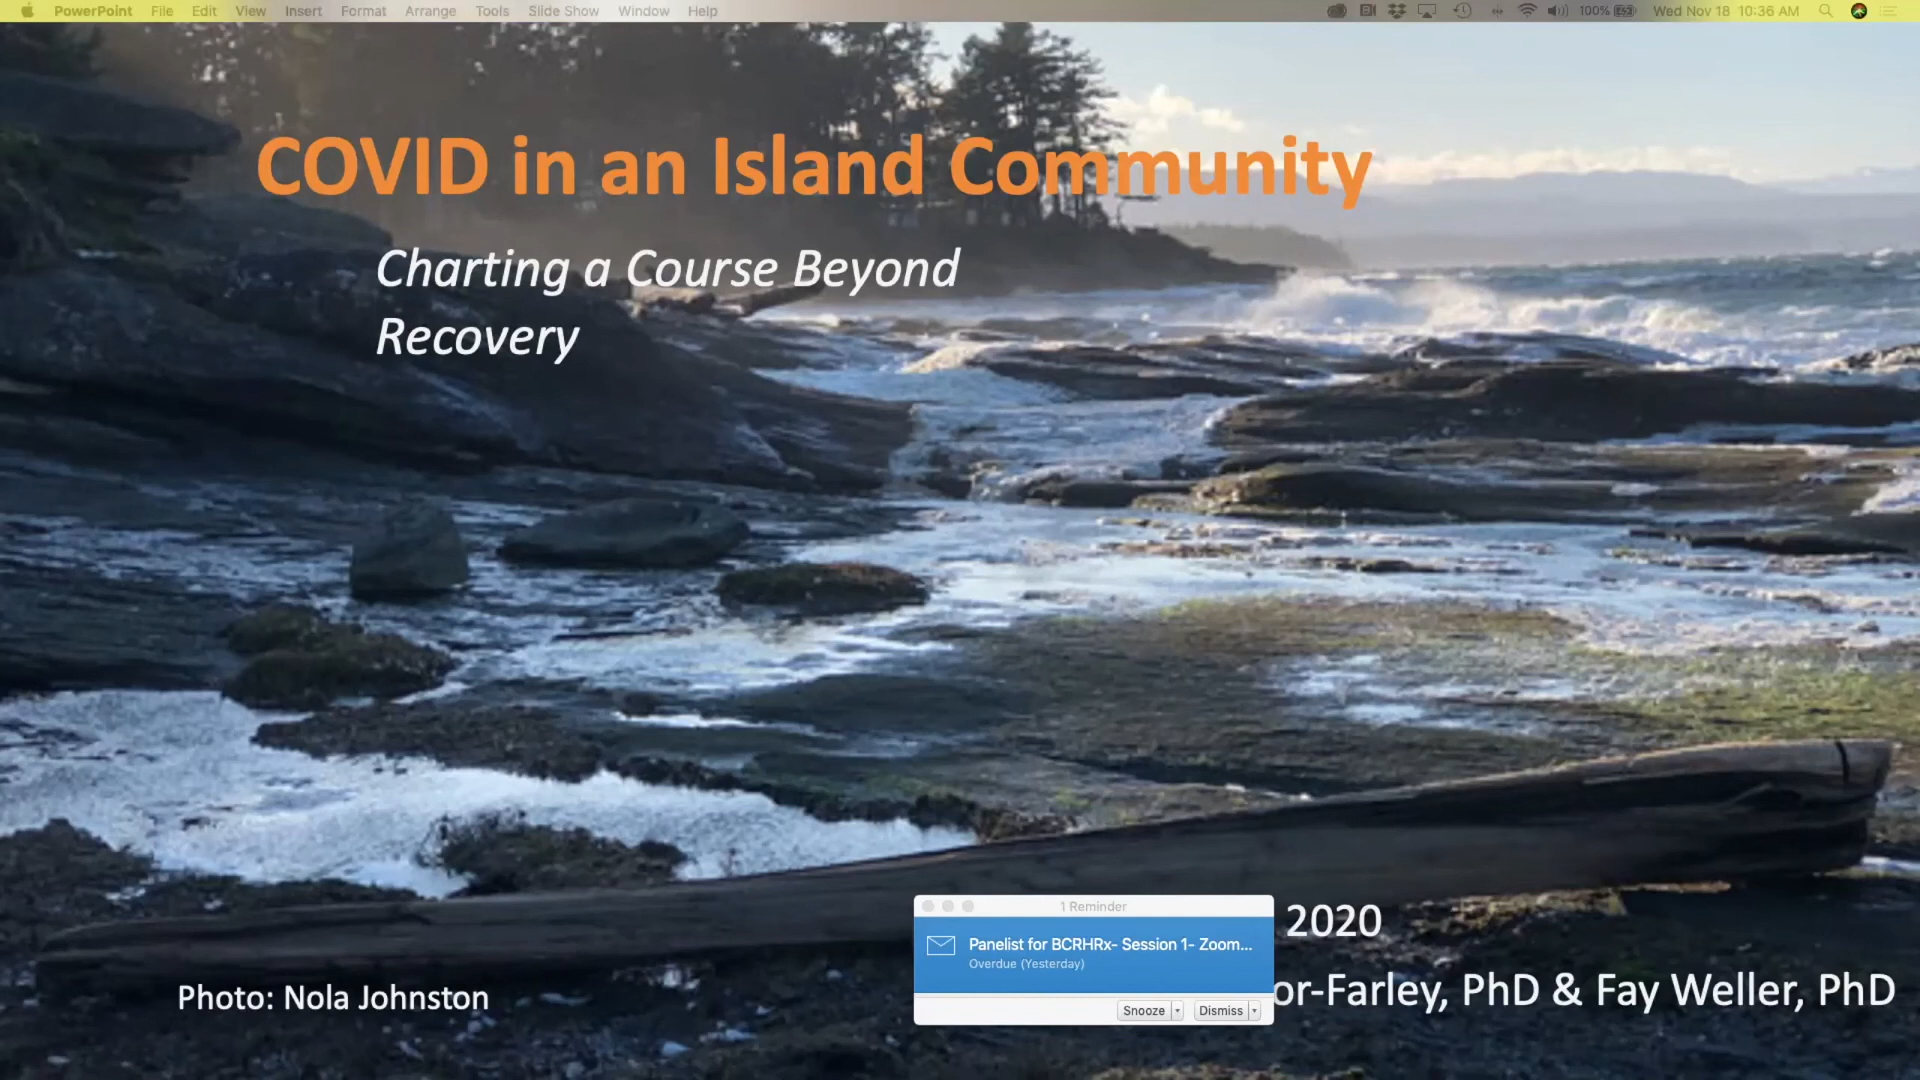 PowerPoint File Edit View Insert Format Arrange Tools Slide Show Window Help 100% Wed Nov 18 10:36 AM
COVID in an Island Community
Charting a Course Beyond
Recovery
1 Reminder
Panelist for BCRHRx- Session 1- Zoom...
Overdue (Yesterday)
Snooze Dismiss
2020
or-Farley, PhD & Fay Weller, PhD
Photo: Nola Johnston